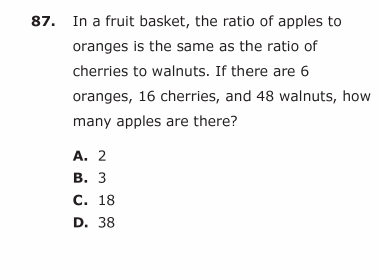 87. In a fruit basket, the ratio of apples to
oranges is the same as the ratio of
cherries to walnuts. If there are 6
oranges, 16 cherries, and 48 walnuts, how
many apples are there?
A. 2
B. 3
C. 18
D. 38